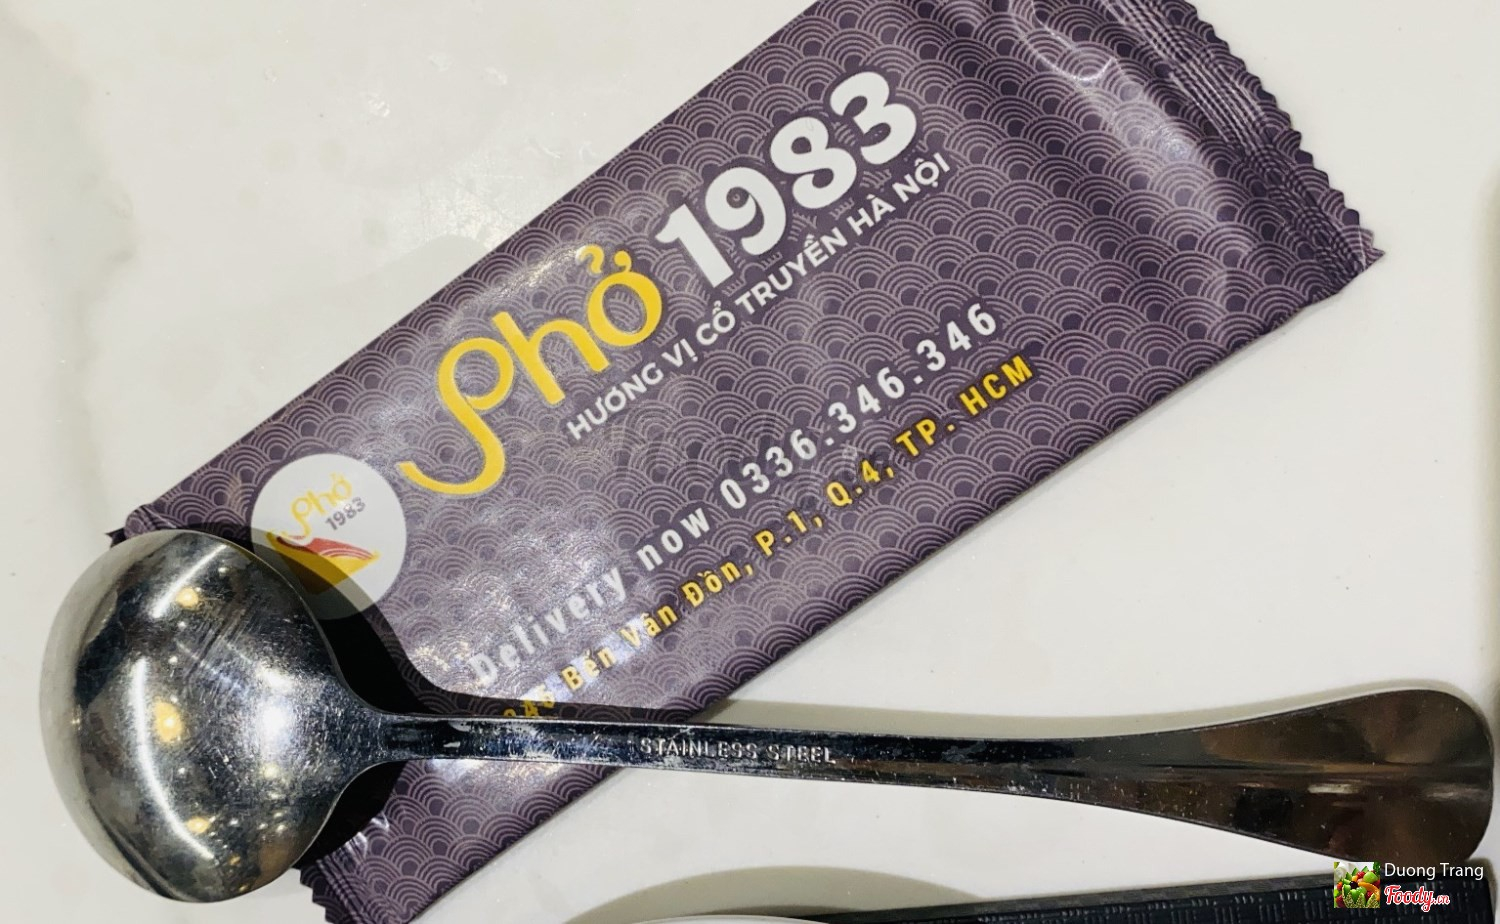 Phở 1983
HƯƠNG VỊ CỔ TRUYỀN HÀ NỘI
Phở
1983
Delivery now 0336.346.346
346 Bến Vân Đồn, P.1, Q.4, TP. HCM
STAINLESS STEEL
Duong Trang
Foody.vn